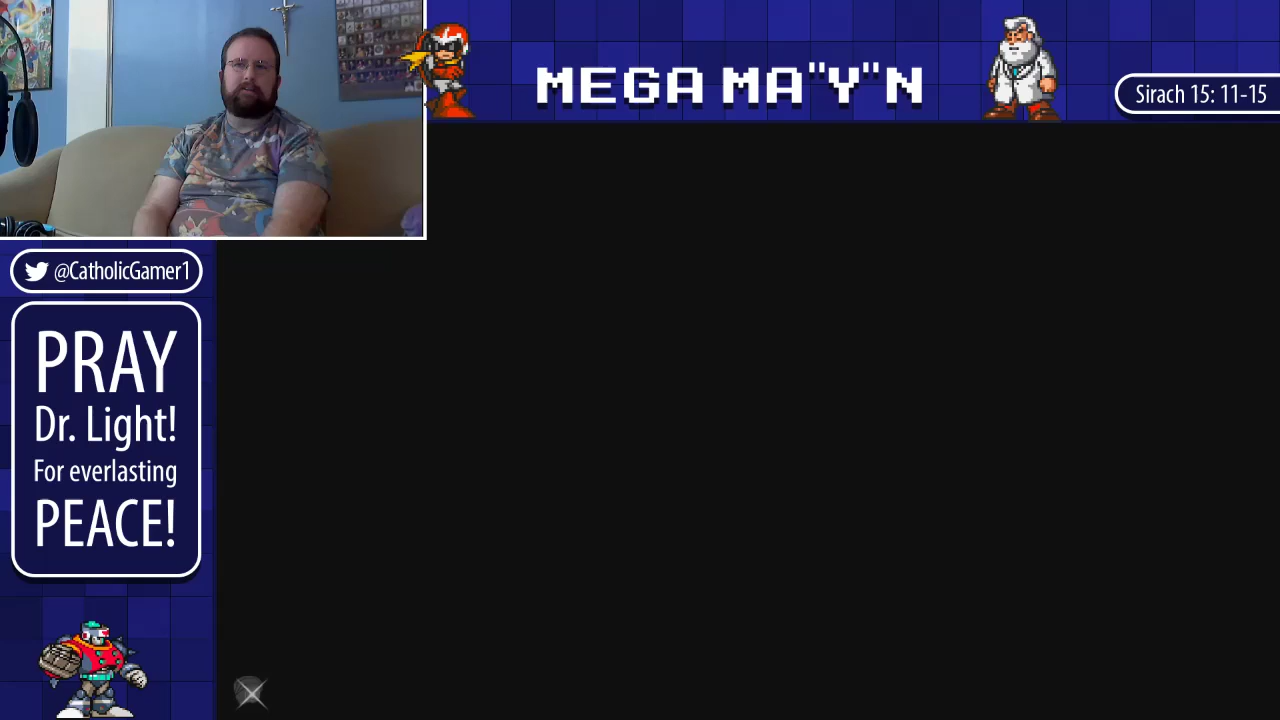 MEGA MA"Y"N
Sirach 15: 11-15
@CatholicGamer1
PRAY
Dr. Light!
For everlasting
PEACE!